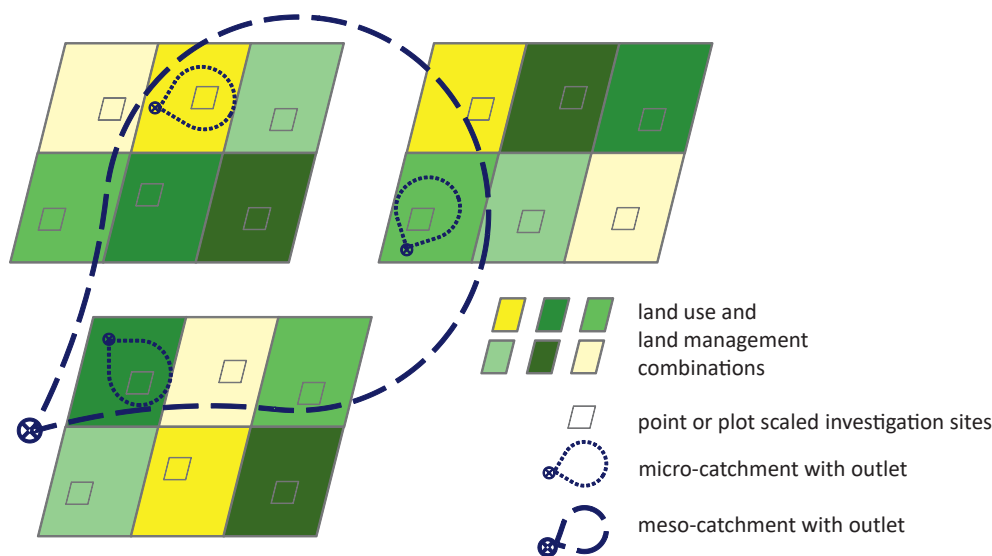 land use and
land management
combinations
point or plot scaled investigation sites
micro-catchment with outlet
meso-catchment with outlet